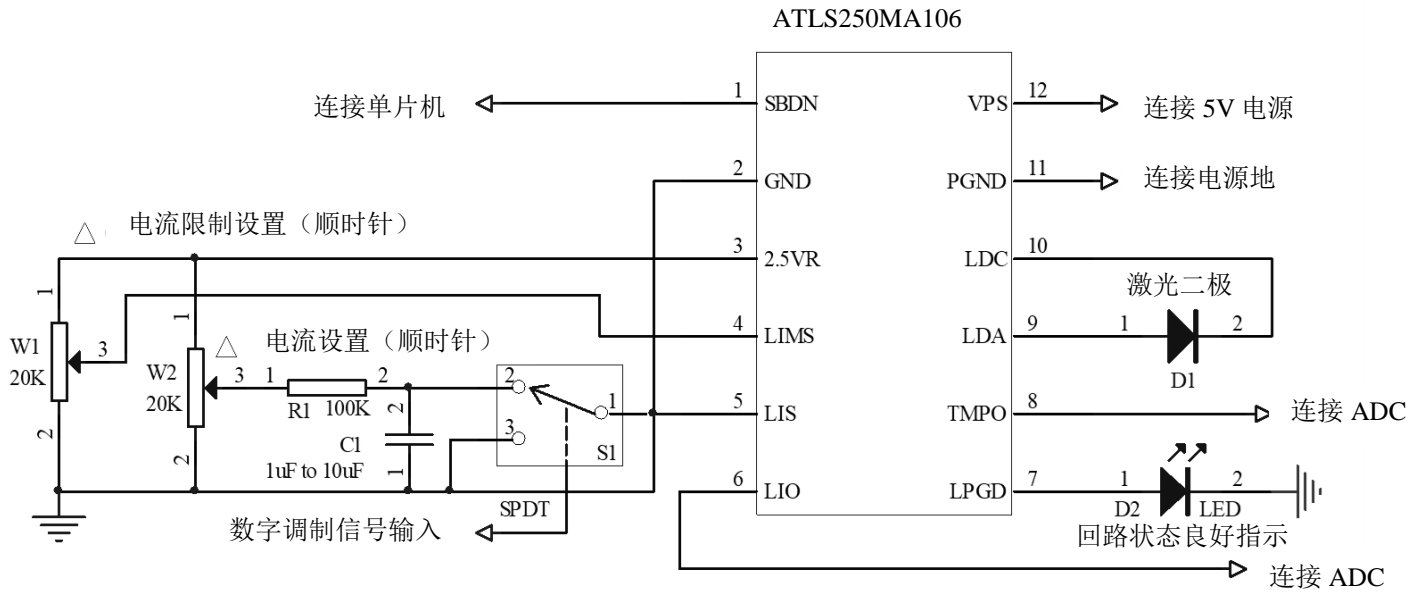 ATLS250MA106
连接单片机
1 SBDN
VPS 12
连接 5V 电源
2 GND
PGND 11
连接电源地
△ 电流限制设置（顺时针）
3 2.5VR
LDC 10
激光二极
1
W1
20K
3
2
1
W2
20K
3
2
△ 电流设置（顺时针）
4 LIMS
LDA 9
1 2
D1
1 2
R1 100K
2
C1
1uF to 10uF
1
2
1
3
S1
SPDT
5 LIS
TMPO 8
连接 ADC
6 LIO
LPGD 7
1 2
D2 LED
数字调制信号输入
回路状态良好指示
连接 ADC